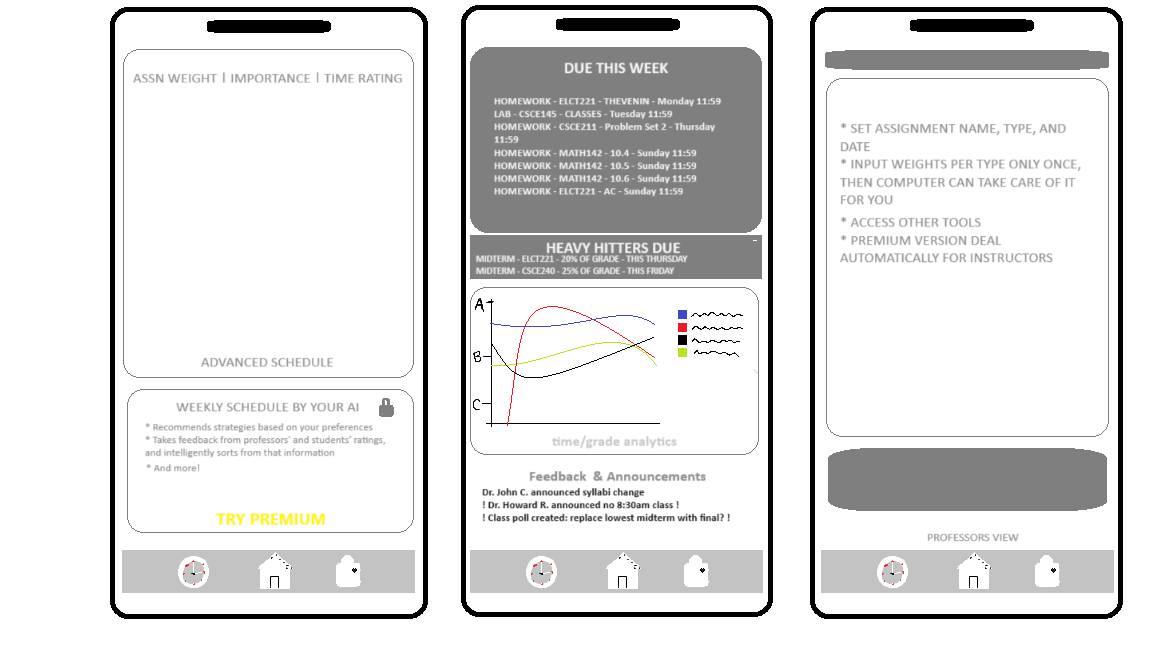 ASSN WEIGHT | IMPORTANCE | TIME RATING
ADVANCED SCHEDULE
WEEKLY SCHEDULE BY YOUR AI
* Recommends strategies based on your preferences
* Takes feedback from professors' and students' ratings,
and intelligently sorts from that information
* And more!
TRY PREMIUM
DUE THIS WEEK
HOMEWORK - ELCT221 - THEVENIN - Monday 11:59
LAB - CSCE145 - CLASSES - Tuesday 11:59
HOMEWORK - CSCE211 - Problem Set 2 - Thursday
11:59
HOMEWORK - MATH142 - 10.4 - Sunday 11:59
HOMEWORK - MATH142 - 10.5 - Sunday 11:59
HOMEWORK - MATH142 - 10.6 - Sunday 11:59
HOMEWORK - ELCT221 - AC - Sunday 11:59
HEAVY HITTERS DUE
MIDTERM - ELCT221 - 20% OF GRADE - THIS THURSDAY
MIDTERM - CSCE240 - 25% OF GRADE - THIS FRIDAY
A
B
C
time/grade analytics
Feedback & Announcements
Dr. John C. announced syllabi change
! Dr. Howard R. announced no 8:30am class !
! Class poll created: replace lowest midterm with final? !
* SET ASSIGNMENT NAME, TYPE, AND
DATE
* INPUT WEIGHTS PER TYPE ONLY ONCE,
THEN COMPUTER CAN TAKE CARE OF IT
FOR YOU
* ACCESS OTHER TOOLS
* PREMIUM VERSION DEAL
AUTOMATICALLY FOR INSTRUCTORS
PROFESSORS VIEW